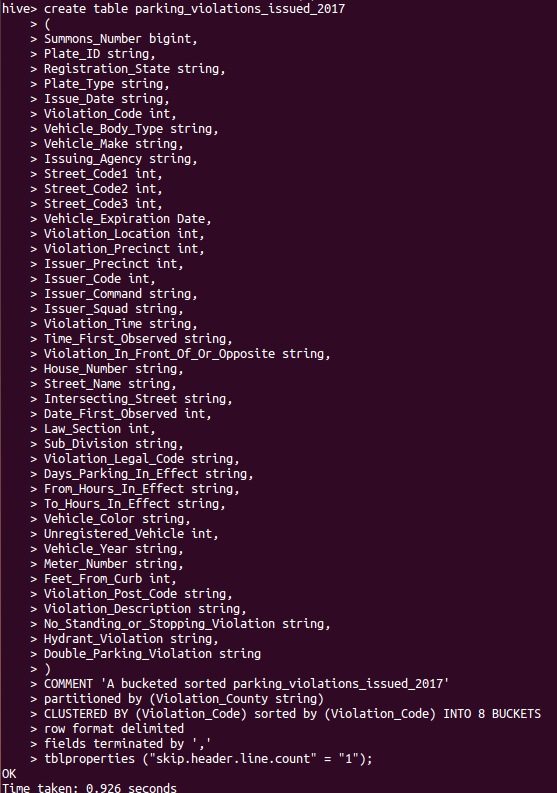 hive> create table parking_violations_issued_2017
> (
> Summons_Number bigint,
> Plate_ID string,
> Registration_State string,
> Plate_Type string,
> Issue_Date string,
> Violation_Code int,
> Vehicle_Body_Type string,
> Vehicle_Make string,
> Issuing_Agency string,
> Street_Code1 int,
> Street_Code2 int,
> Street_Code3 int,
> Vehicle_Expiration Date,
> Violation_Location int,
> Violation_Precinct int,
> Issuer_Precinct int,
> Issuer_Code int,
> Issuer_Command string,
> Issuer_Squad string,
> Violation_Time string,
> Time_First_Observed string,
> Violation_In_Front_Of_Or_Opposite string,
> House_Number string,
> Street_Name string,
> Intersecting_Street string,
> Date_First_Observed int,
> Law_Section int,
> Sub_Division string,
> Violation_Legal_Code string,
> Days_Parking_In_Effect string,
> From_Hours_In_Effect string,
> To_Hours_In_Effect string,
> Vehicle_Color string,
> Unregistered_Vehicle int,
> Vehicle_Year string,
> Meter_Number string,
> Feet_From_Curb int,
> Violation_Post_Code string,
> Violation_Description string,
> No_Standing_or_Stopping_Violation string,
> Hydrant_Violation string,
> Double_Parking_Violation string
> )
> COMMENT 'A bucketed sorted parking_violations_issued_2017'
> partitioned by (Violation_County string)
> CLUSTERED BY (Violation_Code) sorted by (Violation_Code) INTO 8 BUCKETS
> row format delimited
> fields terminated by ','
> tblproperties ("skip.header.line.count" = "1");
OK
Time taken: 0.926 seconds